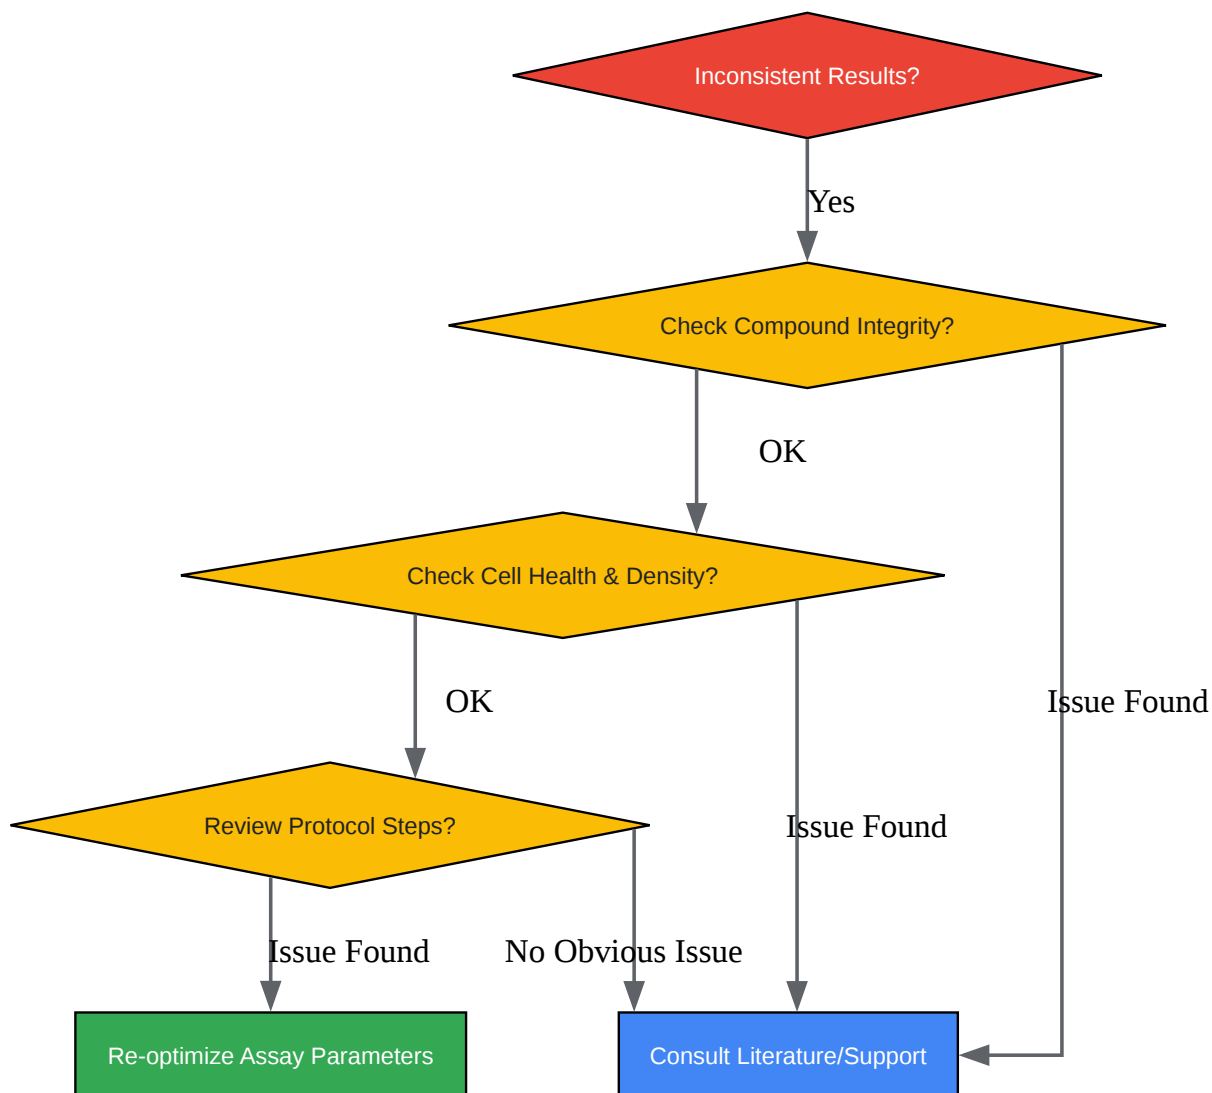 Inconsistent Results?
Yes
Check Compound Integrity?
OK
Check Cell Health & Density?
OK
Issue Found
Review Protocol Steps?
Issue Found
Issue Found
No Obvious Issue
Re-optimize Assay Parameters
Consult Literature/Support